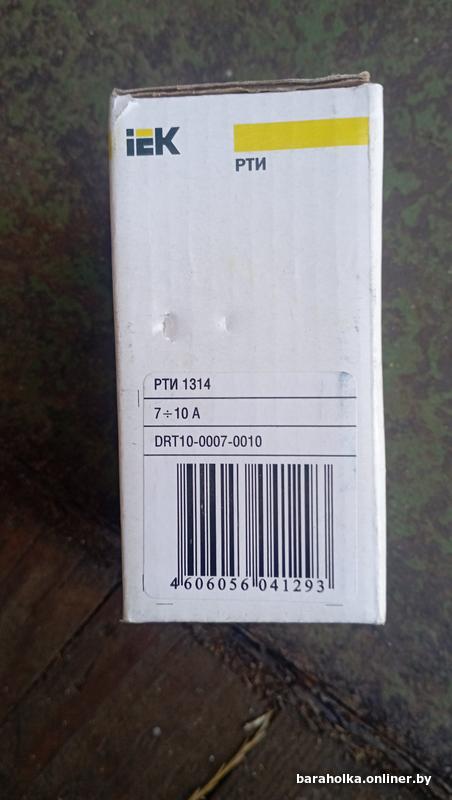 iEK
РТИ
РТИ 1314
7÷10 А
DRT10-0007-0010
4 606056 041293
baraholka.onliner.by